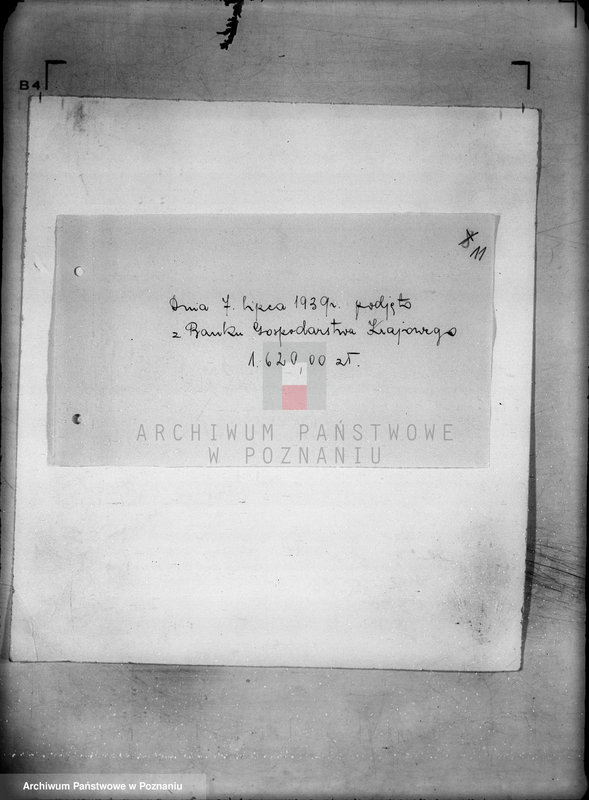 B4
11
Dnia 7. lipca 1939r. podjęto
z Banku Gospodarstwa Krajowego
1.620,00 zł.
ARCHIWUM PAŃSTWOWE
W POZNANIU
Archiwum Państwowe w Poznaniu